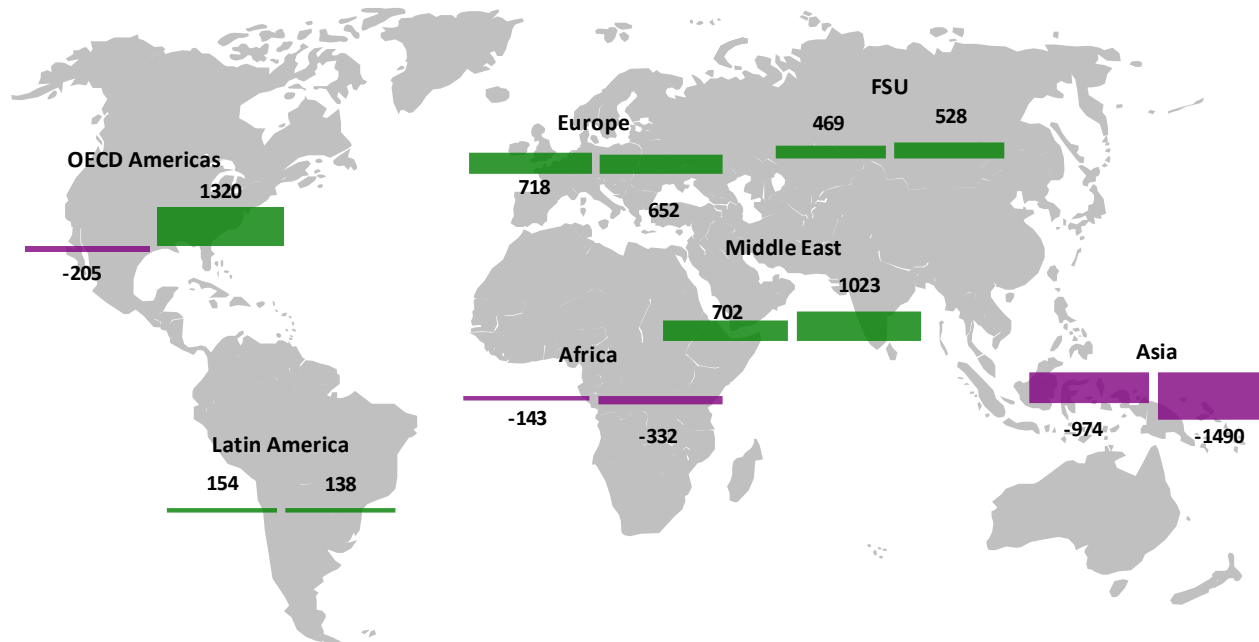 FSU
469
528
Europe
718
652
OECD Americas
1320
-205
Middle East
702
1023
Africa
-143
-332
Asia
-974
-1490
Latin America
154
138